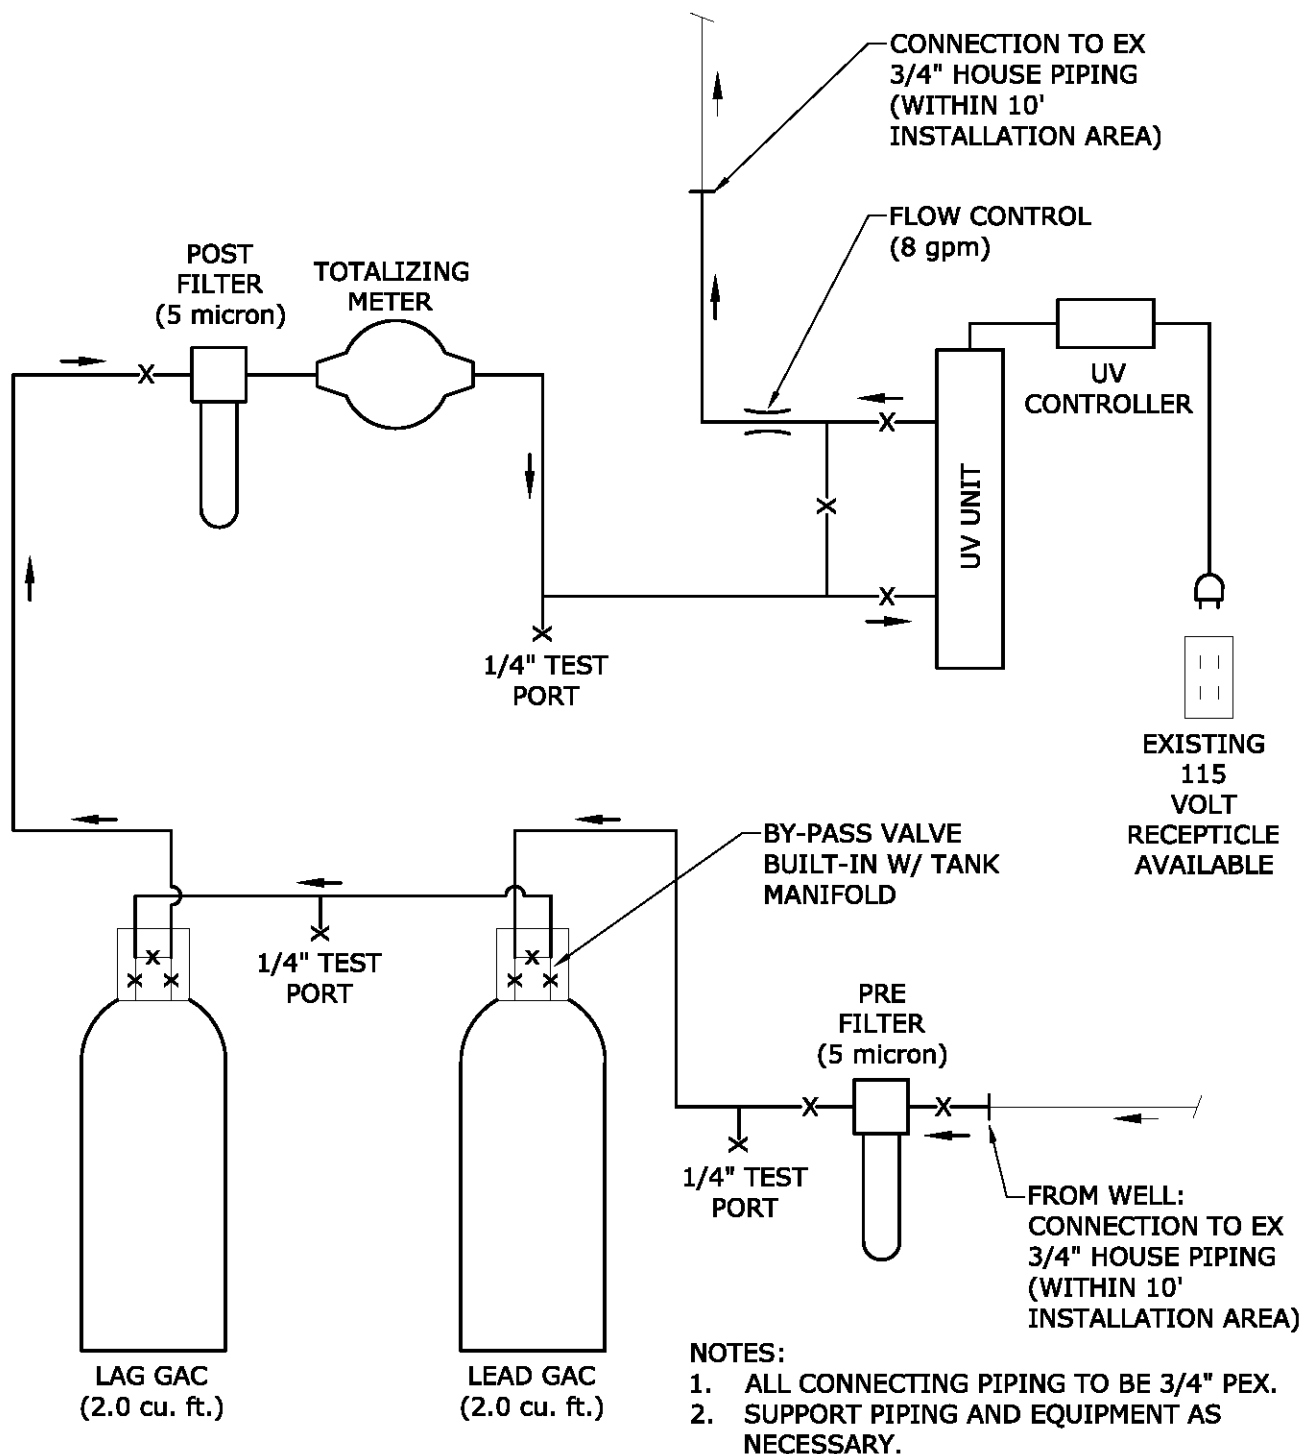 CONNECTION TO EX
3/4" HOUSE PIPING
(WITHIN 10'
INSTALLATION AREA)
FLOW CONTROL
(8 gpm)
POST
FILTER
(5 micron)
TOTALIZING
METER
UV
CONTROLLER
UV UNIT
1/4" TEST
PORT
EXISTING
115
VOLT
RECEPTICLE
AVAILABLE
BY-PASS VALVE
BUILT-IN W/ TANK
MANIFOLD
1/4" TEST
PORT
PRE
FILTER
(5 micron)
1/4" TEST
PORT
FROM WELL:
CONNECTION TO EX
3/4" HOUSE PIPING
(WITHIN 10'
INSTALLATION AREA)
LAG GAC
(2.0 cu. ft.)
LEAD GAC
(2.0 cu. ft.)
NOTES:
1. ALL CONNECTING PIPING TO BE 3/4" PEX.
2. SUPPORT PIPING AND EQUIPMENT AS
NECESSARY.